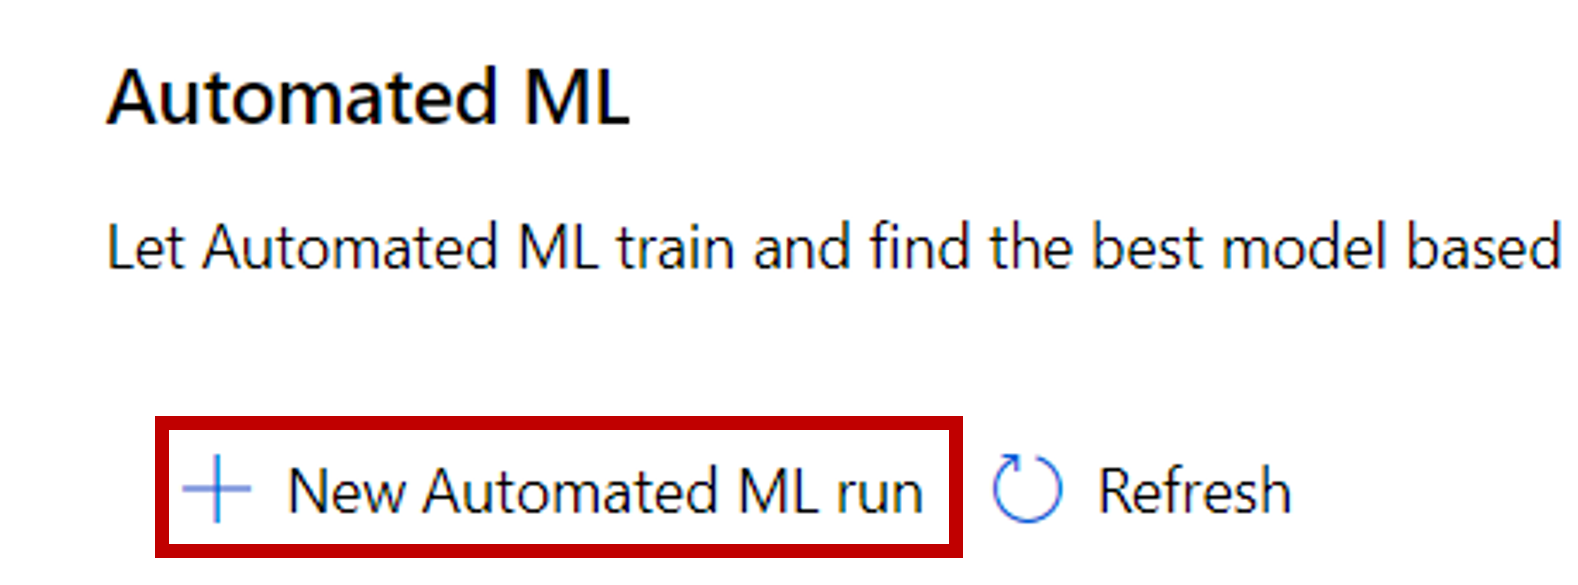 Automated ML
Let Automated ML train and find the best model based
New Automated ML run Refresh